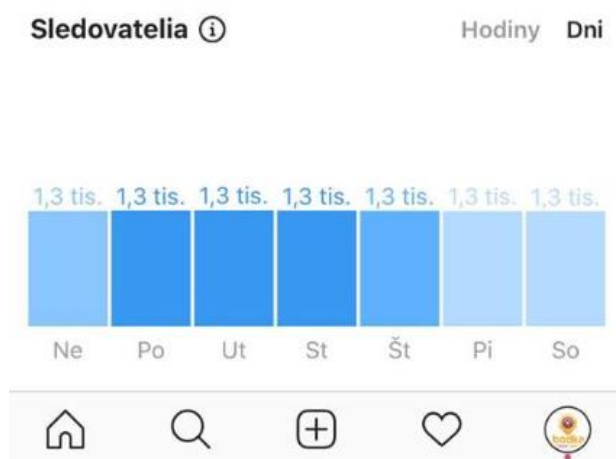 Sledovatelia Hodiny Dni
1,3 tis. 1,3 tis. 1,3 tis. 1,3 tis. 1,3 tis. 1,3 tis. 1,3 tis.
Ne Po Ut St Št Pi So